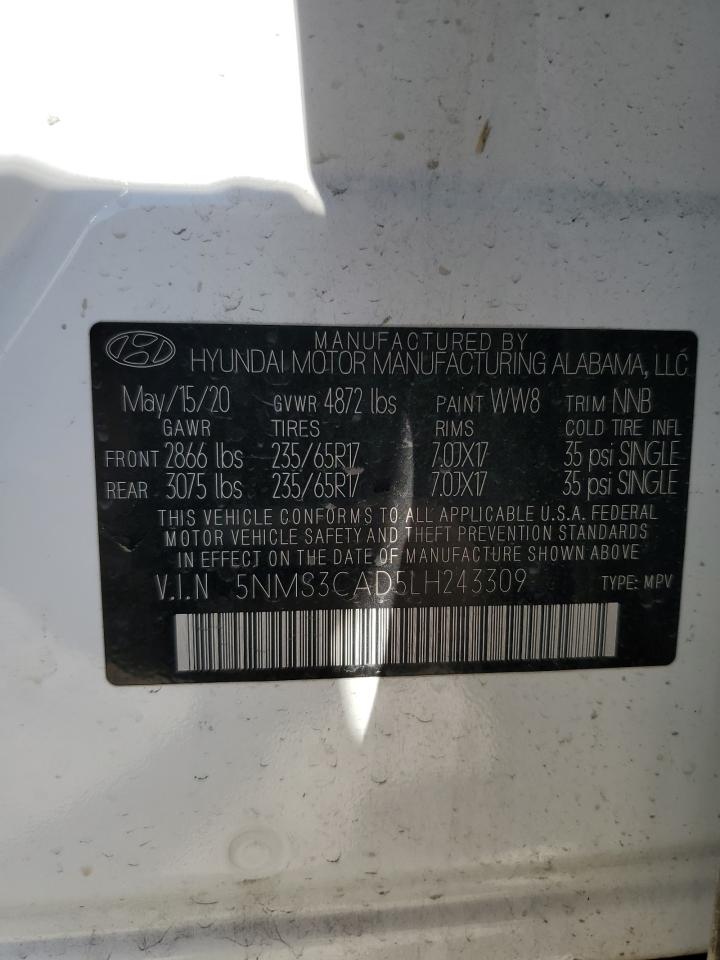 MANUFACTURED BY
HYUNDAI MOTOR MANUFACTURING ALABAMA, LLC
May/15/20 GVWR 4872 lbs PAINT WW8 TRIM NNB
GAWR TIRES RIMS COLD TIRE INFL
FRONT 2866 lbs 235/65R17 7.0JX17 35 psi SINGLE
REAR 3075 lbs 235/65R17 7.0JX17 35 psi SINGLE
THIS VEHICLE CONFORMS TO ALL APPLICABLE U.S.A. FEDERAL
MOTOR VEHICLE SAFETY AND THEFT PREVENTION STANDARDS
IN EFFECT ON THE DATE OF MANUFACTURE SHOWN ABOVE
V.I.N 5NMS3CAD5LH243309 TYPE: MPV